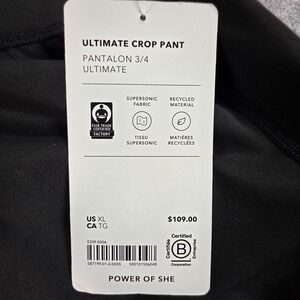 ULTIMATE CROP PANT
PANTALON 3/4
ULTIMATE
SUPERSONIC
FABRIC
RECYCLED
MATERIAL
FAIR TRADE
CERTIFIED
FACTORY
TISSU
SUPERSONIC
MATIÈRES
RECYCLÉES
US XL
CA TG
$109.00
Certified
B
Corporation
POWER OF SHE